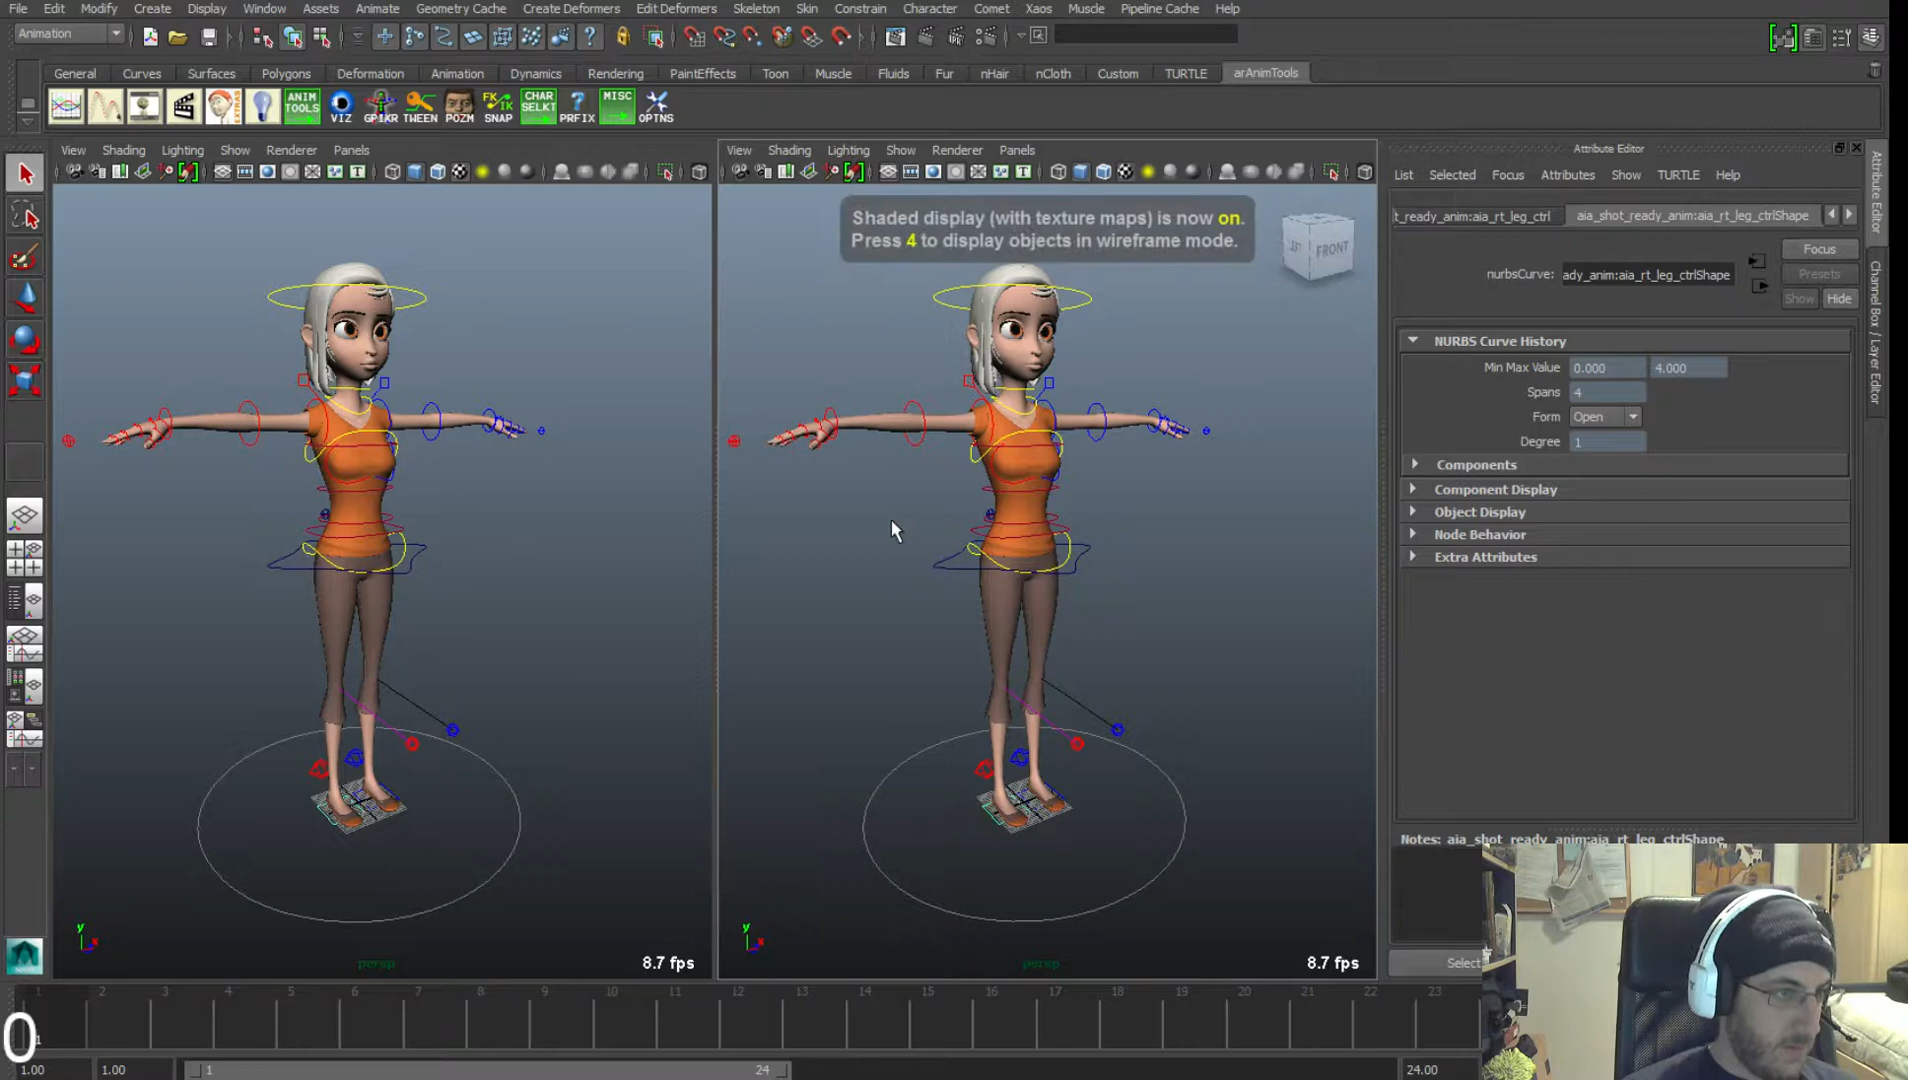 File Edit Modify Create Display Window Assets Animate Geometry Cache Create Deformers Edit Deformers Skeleton Skin Constrain Character Comet Xaos Muscle Pipeline Cache Help
Animation
General Curves Surfaces Polygons Deformation Animation Dynamics Rendering PaintEffects Toon Muscle Fluids Fur nHair nCloth Custom TURTLE arAnimTools
ANIM TOOLS VIZ GPIKR TWEEN POZM FK IK SNAP CHAR SELKT PRFIX MISC OPTNS
View Shading Lighting Show Renderer Panels
View Shading Lighting Show Renderer Panels
Shaded display (with texture maps) is now on.
Press 4 to display objects in wireframe mode.
FRONT
persp
8.7 fps
persp
8.7 fps
y
x
y
x
Attribute Editor
List Selected Focus Attributes Show TURTLE Help
t_ready_anim:aia_rt_leg_ctrl aia_shot_ready_anim:aia_rt_leg_ctrlShape
Focus
nurbsCurve: ady_anim:aia_rt_leg_ctrlShape
Presets
Show Hide
NURBS Curve History
Min Max Value 0.000 4.000
Spans 4
Form Open
Degree 1
Components
Component Display
Object Display
Node Behavior
Extra Attributes
Notes: aia_shot_ready_anim:aia_rt_leg_ctrlShape
Select
Attribute Editor
Channel Box / Layer Editor
1 2 3 4 5 6 7 8 9 10 11 12 13 14 15 16 17 18 19 20 21 22 23
0
1
1.00 1.00 1 24 24.00